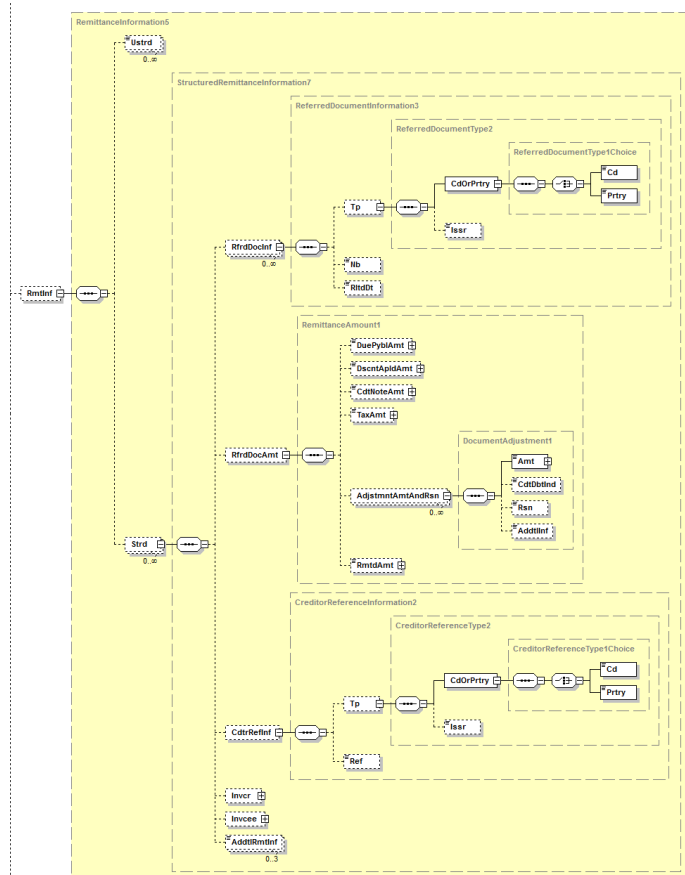 RemittanceInformation5
Ustrd
0..∞
StructuredRemittanceInformation7
ReferredDocumentInformation3
ReferredDocumentType2
ReferredDocumentType1Choice
Cd
CdOrPrtry
Prtry
Tp
Issr
RfrdDocInf
0..∞
Nb
RltdDt
RmtInf
RemittanceAmount1
DuePyblAmt
DscntApldAmt
CdtNoteAmt
TaxAmt
DocumentAdjustment1
RfrdDocAmt
Amt
CdtDbtInd
AdjstmntAmtAndRsn
0..∞
Rsn
AddtlInf
Strd
0..∞
RmtdAmt
CreditorReferenceInformation2
CreditorReferenceType2
CreditorReferenceType1Choice
Cd
CdOrPrtry
Prtry
Tp
Issr
CdtrRefInf
Ref
Invcr
Invcee
AddtlRmtInf
0..3